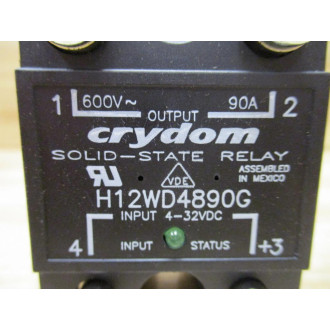 1 600V~ 90A 2
OUTPUT
crydom
SOLID-STATE RELAY
ASSEMBLED
IN MEXICO
VDE
H12WD4890G
INPUT 4-32VDC
4 INPUT STATUS +3